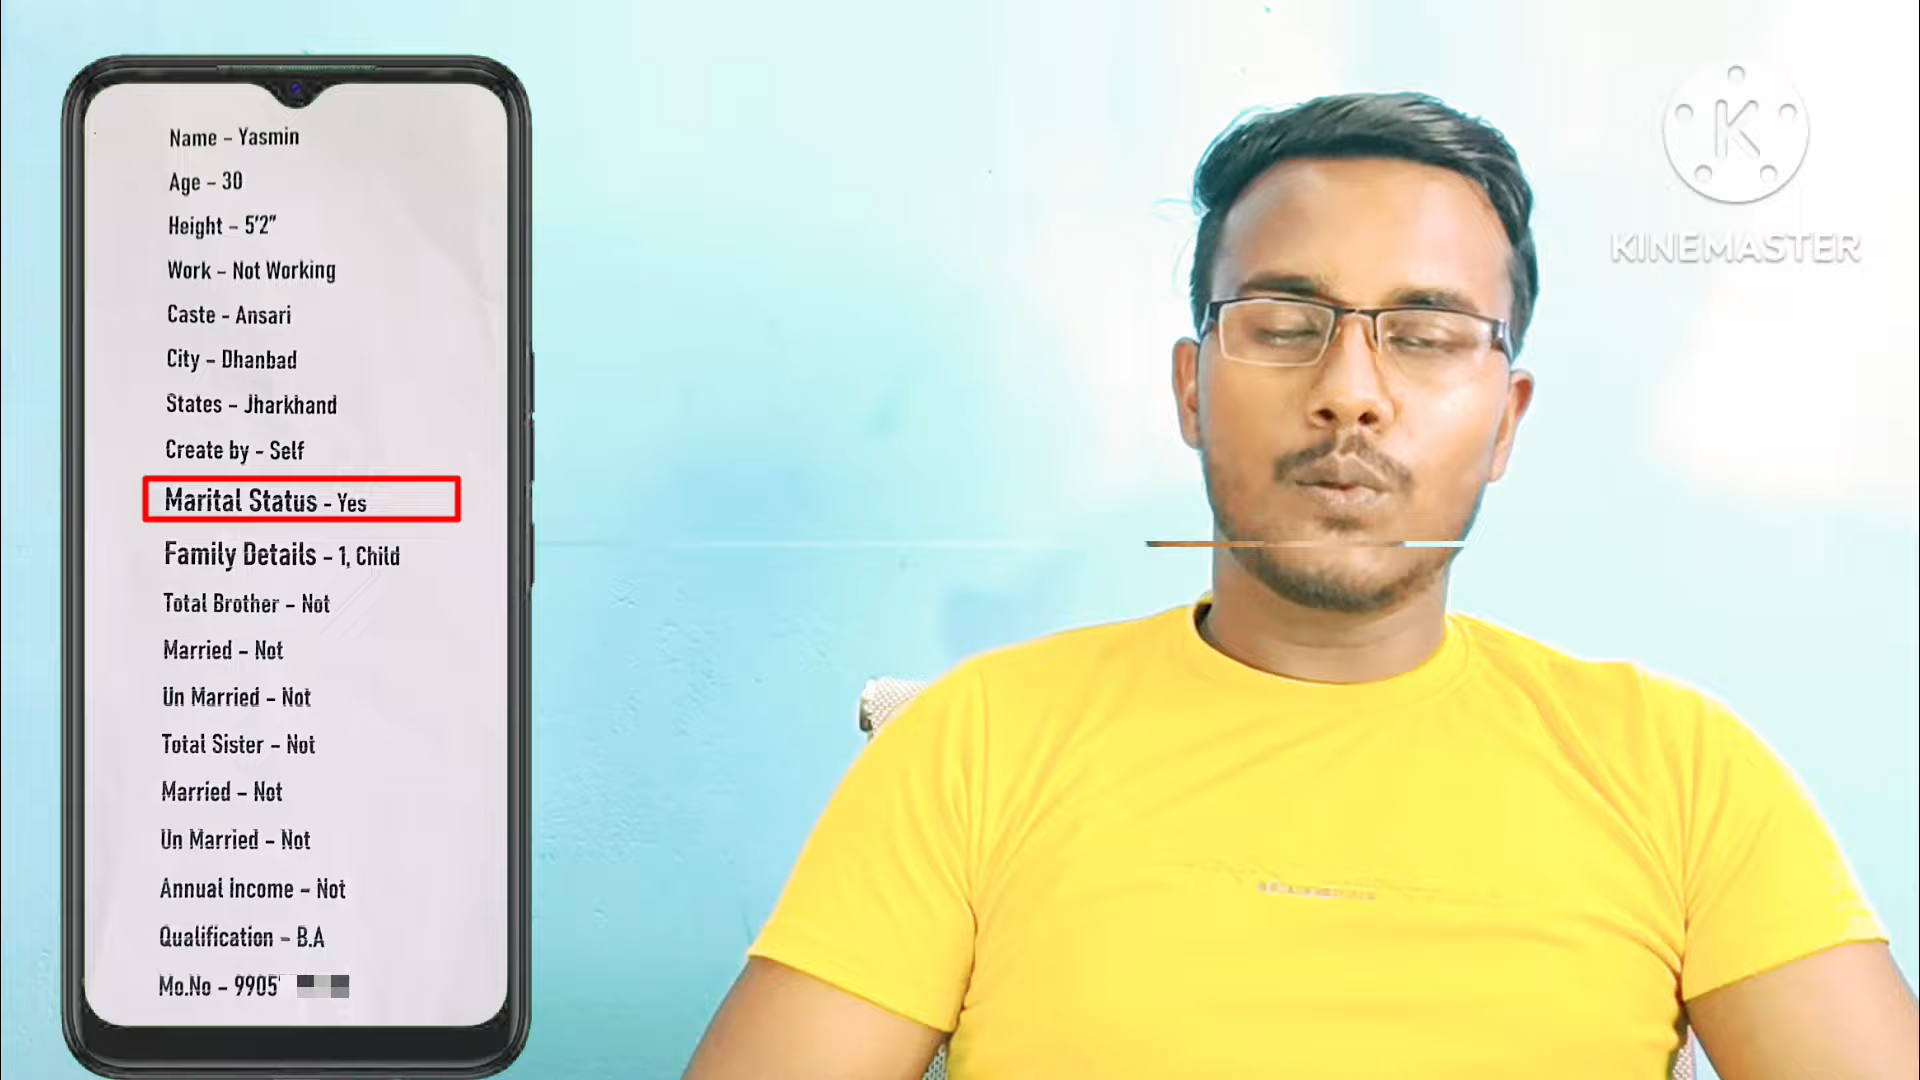 Name - Yasmin
Age - 30
Height - 5'2"
Work - Not Working
Caste - Ansari
City - Dhanbad
States - Jharkhand
Create by - Self
Marital Status - Yes
Family Details - 1, Child
Total Brother - Not
Married - Not
Un Married - Not
Total Sister - Not
Married - Not
Un Married - Not
Annual income - Not
Qualification - B.A
Mo.No - 9905
K
KINEMASTER